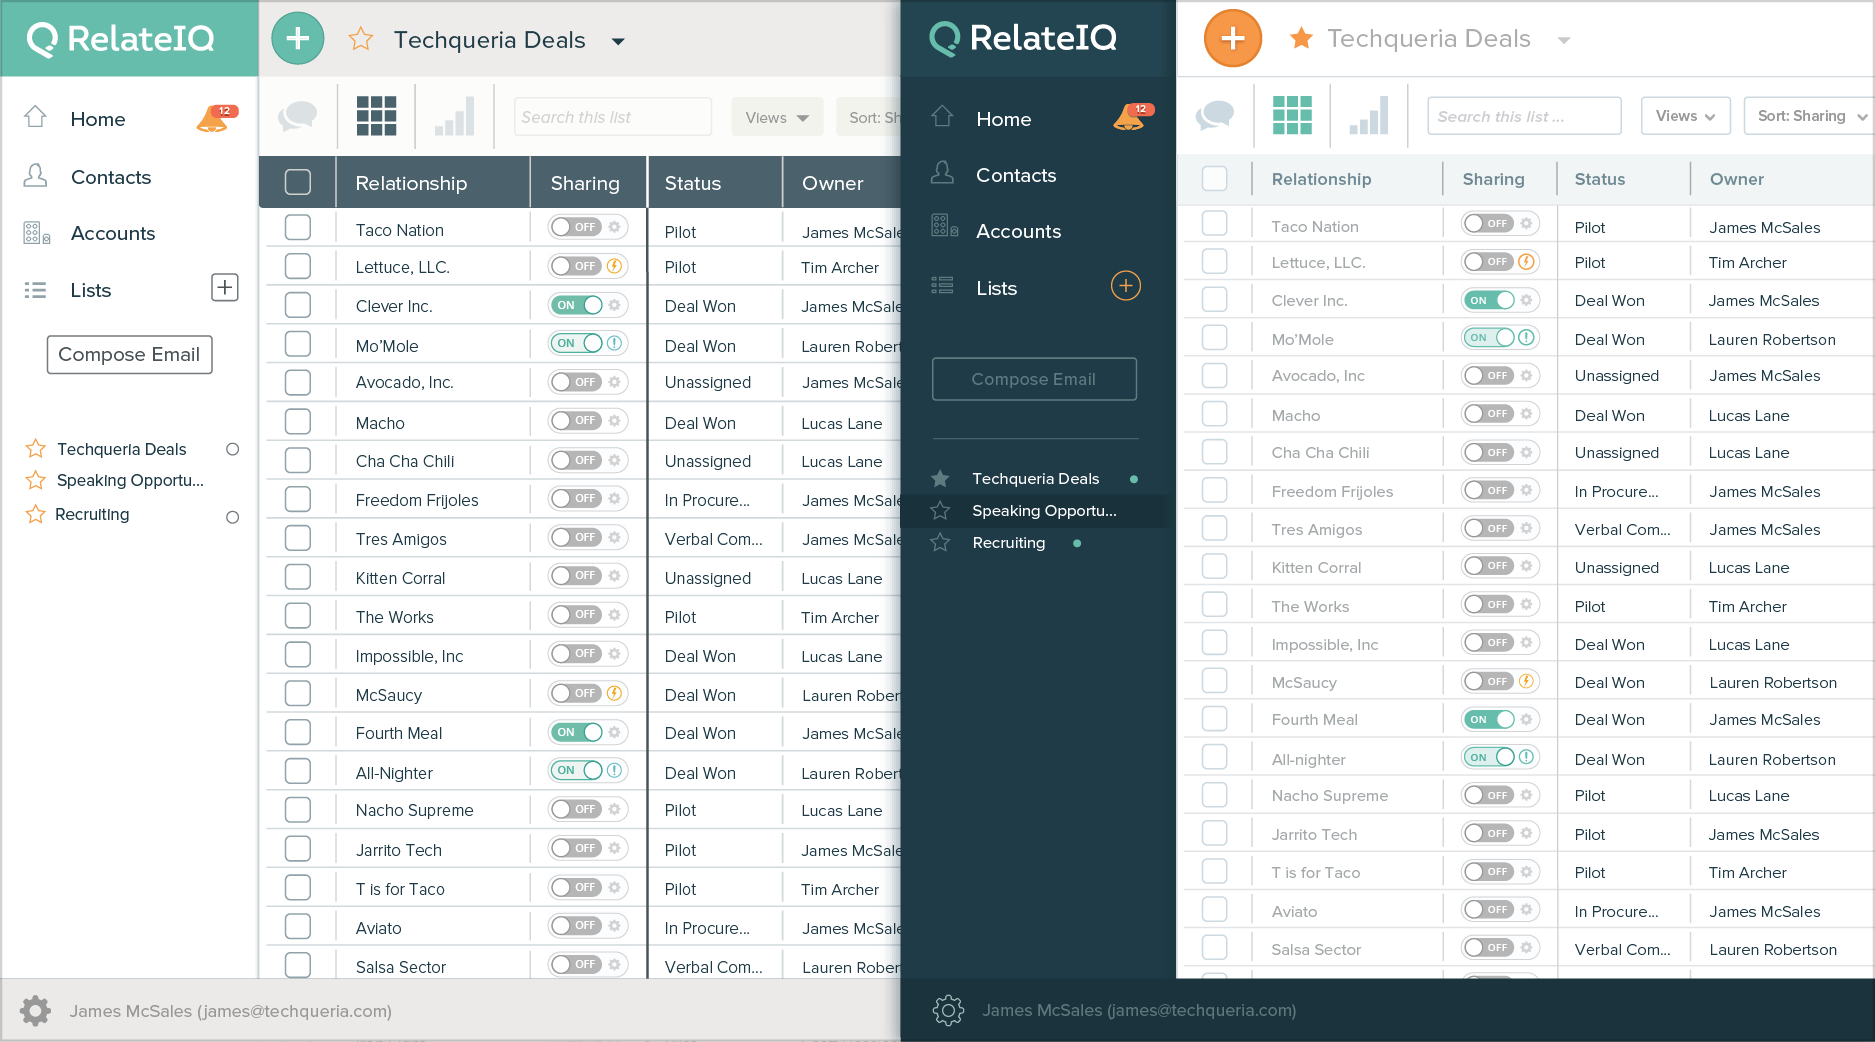 RelateIQ
Techqueria Deals
Home 12
Contacts
Accounts
Lists
Compose Email
Techqueria Deals
Speaking Opportu...
Recruiting
Search this list
Views
Sort: Sh
Relationship Sharing Status Owner
Taco Nation OFF Pilot James McSale
Lettuce, LLC. OFF Pilot Tim Archer
Clever Inc. ON Deal Won James McSale
Mo’Mole ON Deal Won Lauren Robert
Avocado, Inc. OFF Unassigned James McSale
Macho OFF Deal Won Lucas Lane
Cha Cha Chili OFF Unassigned Lucas Lane
Freedom Frijoles OFF In Procure... James McSale
Tres Amigos OFF Verbal Com... James McSale
Kitten Corral OFF Unassigned Lucas Lane
The Works OFF Pilot Tim Archer
Impossible, Inc OFF Deal Won Lucas Lane
McSaucy OFF Deal Won Lauren Rober
Fourth Meal ON Deal Won James McSale
All-Nighter ON Deal Won Lauren Robert
Nacho Supreme OFF Pilot Lucas Lane
Jarrito Tech OFF Pilot James McSale
T is for Taco OFF Pilot Tim Archer
Aviato OFF In Procure... James McSale
Salsa Sector OFF Verbal Com... Lauren Rober
James McSales (james@techqueria.com)
RelateIQ
Techqueria Deals
Home 12
Contacts
Accounts
Lists
Compose Email
Techqueria Deals
Speaking Opportu...
Recruiting
Search this list ...
Views
Sort: Sharing
Relationship Sharing Status Owner
Taco Nation OFF Pilot James McSales
Lettuce, LLC. OFF Pilot Tim Archer
Clever Inc. ON Deal Won James McSales
Mo’Mole ON Deal Won Lauren Robertson
Avocado, Inc OFF Unassigned James McSales
Macho OFF Deal Won Lucas Lane
Cha Cha Chili OFF Unassigned Lucas Lane
Freedom Frijoles OFF In Procure... James McSales
Tres Amigos OFF Verbal Com... James McSales
Kitten Corral OFF Unassigned Lucas Lane
The Works OFF Pilot Tim Archer
Impossible, Inc OFF Deal Won Lucas Lane
McSaucy OFF Deal Won Lauren Robertson
Fourth Meal ON Deal Won James McSales
All-nighter ON Deal Won Lauren Robertson
Nacho Supreme OFF Pilot Lucas Lane
Jarrito Tech OFF Pilot James McSales
T is for Taco OFF Pilot Tim Archer
Aviato OFF In Procure... James McSales
Salsa Sector OFF Verbal Com... Lauren Robertson
James McSales (james@techqueria.com)